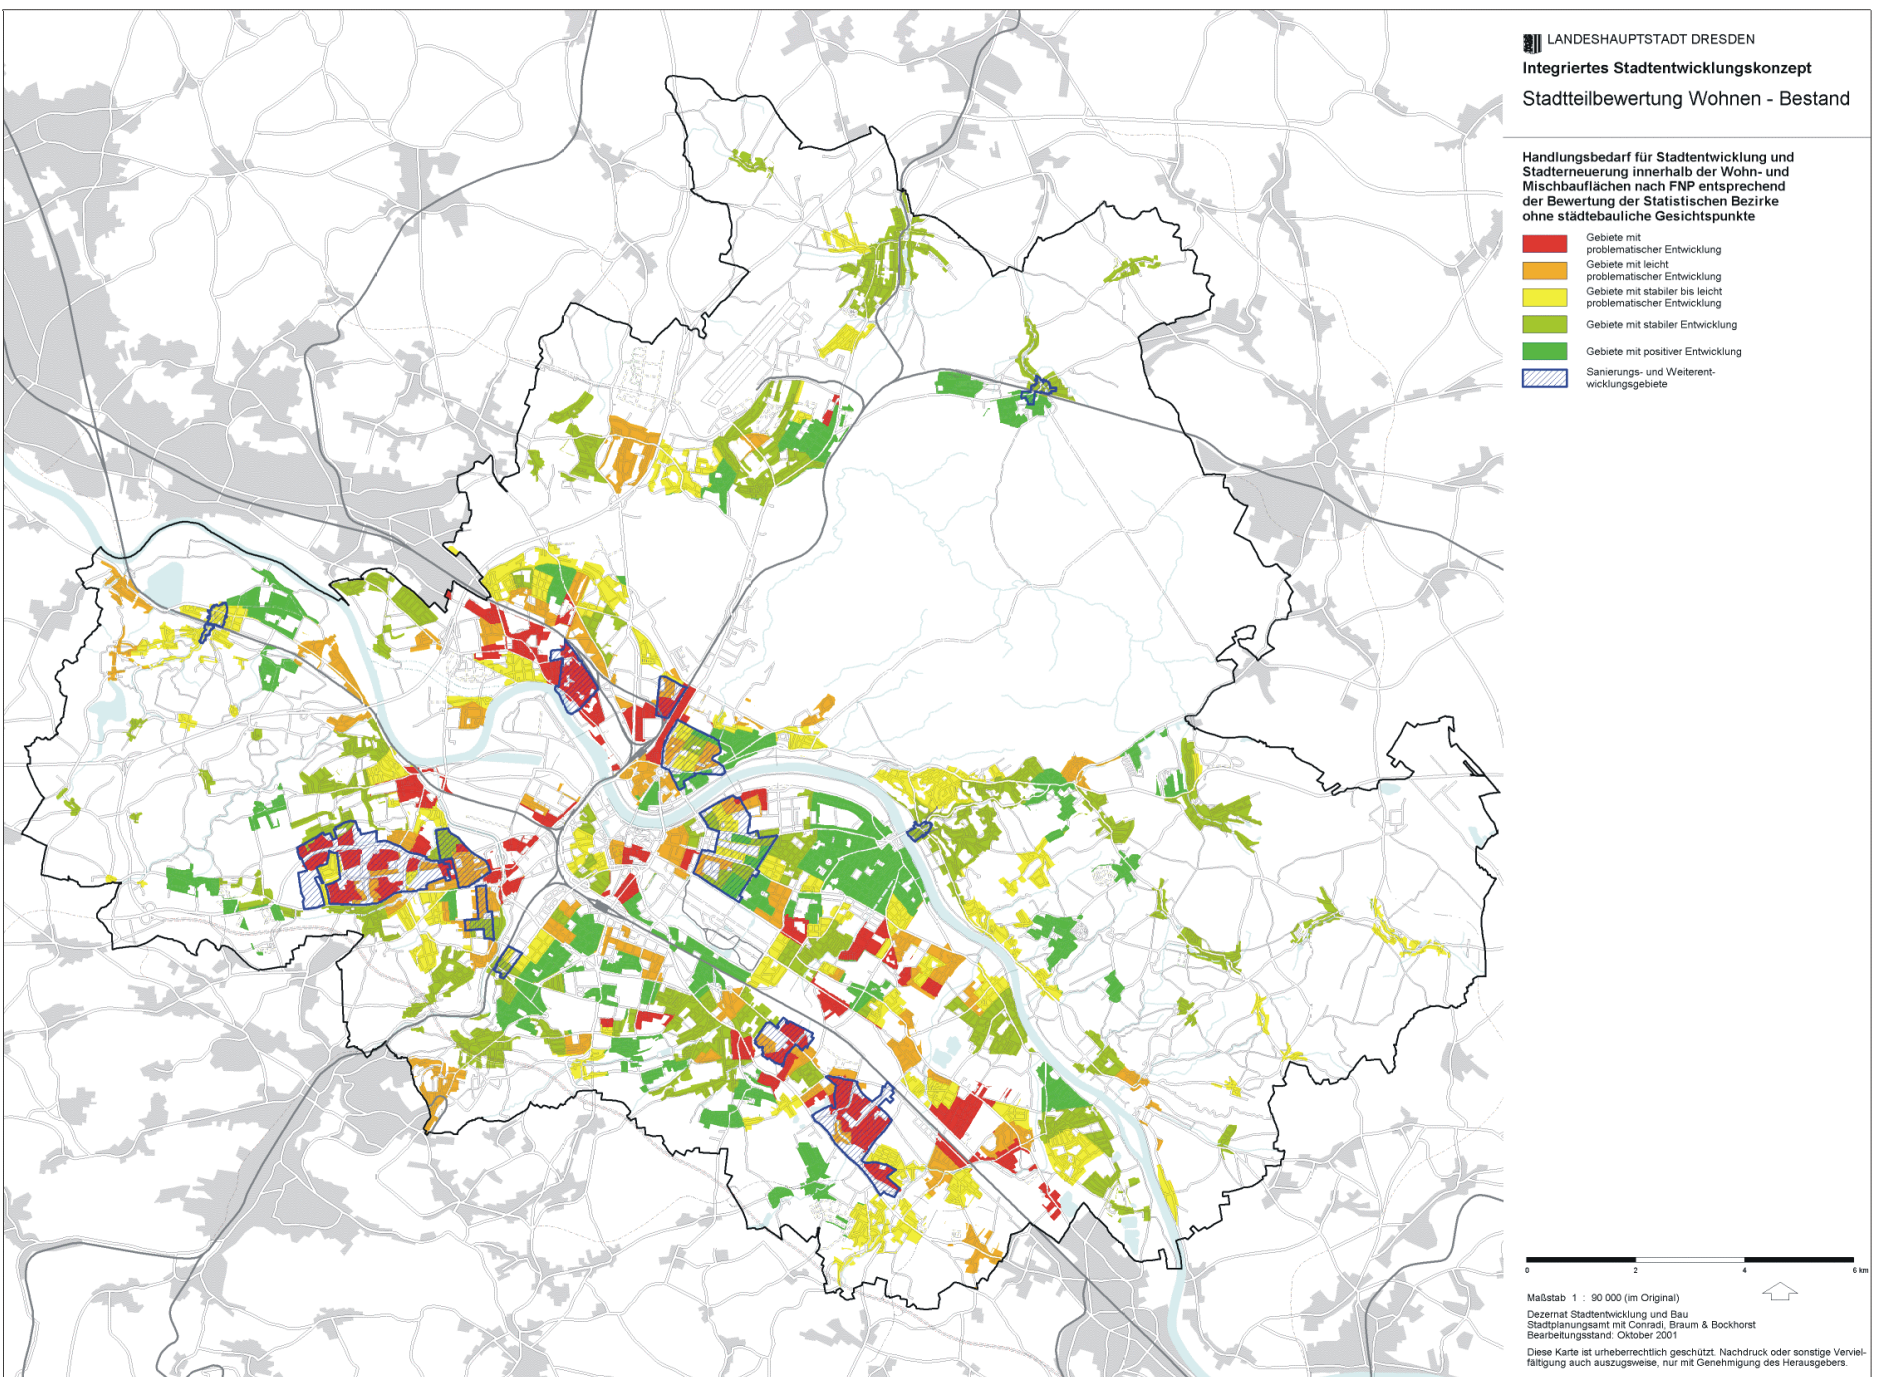 LANDESHAUPTSTADT DRESDEN
Integriertes Stadtentwicklungskonzept
Stadtteilbewertung Wohnen - Bestand
Handlungsbedarf für Stadtentwicklung und
Stadterneuerung innerhalb der Wohn- und
Mischbauflächen nach FNP entsprechend
der Bewertung der Statistischen Bezirke
ohne städtebauliche Gesichtspunkte
Gebiete mit
problematischer Entwicklung
Gebiete mit leicht
problematischer Entwicklung
Gebiete mit stabiler bis leicht
problematischer Entwicklung
Gebiete mit stabiler Entwicklung
Gebiete mit positiver Entwicklung
Sanierungs- und Weiterent-
wicklungsgebiete
0 2 4 6 km
Maßstab 1 : 90 000 (im Original)
Dezernat Stadtentwicklung und Bau
Stadtplanungsamt mit Conradi, Braum & Bockhorst
Bearbeitungsstand: Oktober 2001
Diese Karte ist urheberrechtlich geschützt. Nachdruck oder sonstige Verviel-
fältigung auch auszugsweise, nur mit Genehmigung des Herausgebers.